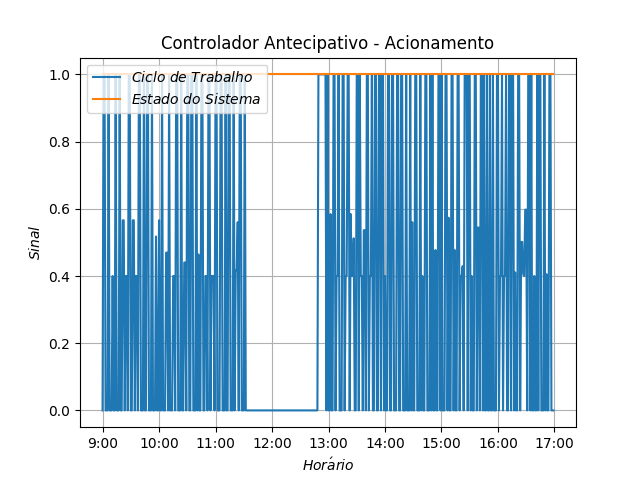 Controlador Antecipativo - Acionamento
Ciclo de Trabalho
Estado do Sistema
Sinal
1.0
0.8
0.6
0.4
0.2
0.0
9:00 10:00 11:00 12:00 13:00 14:00 15:00 16:00 17:00
Horário